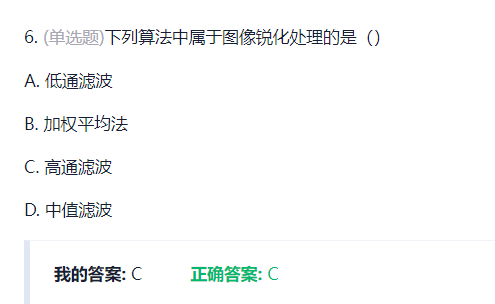 6. (单选题)下列算法中属于图像锐化处理的是（）
A. 低通滤波
B. 加权平均法
C. 高通滤波
D. 中值滤波
我的答案: C 正确答案: C